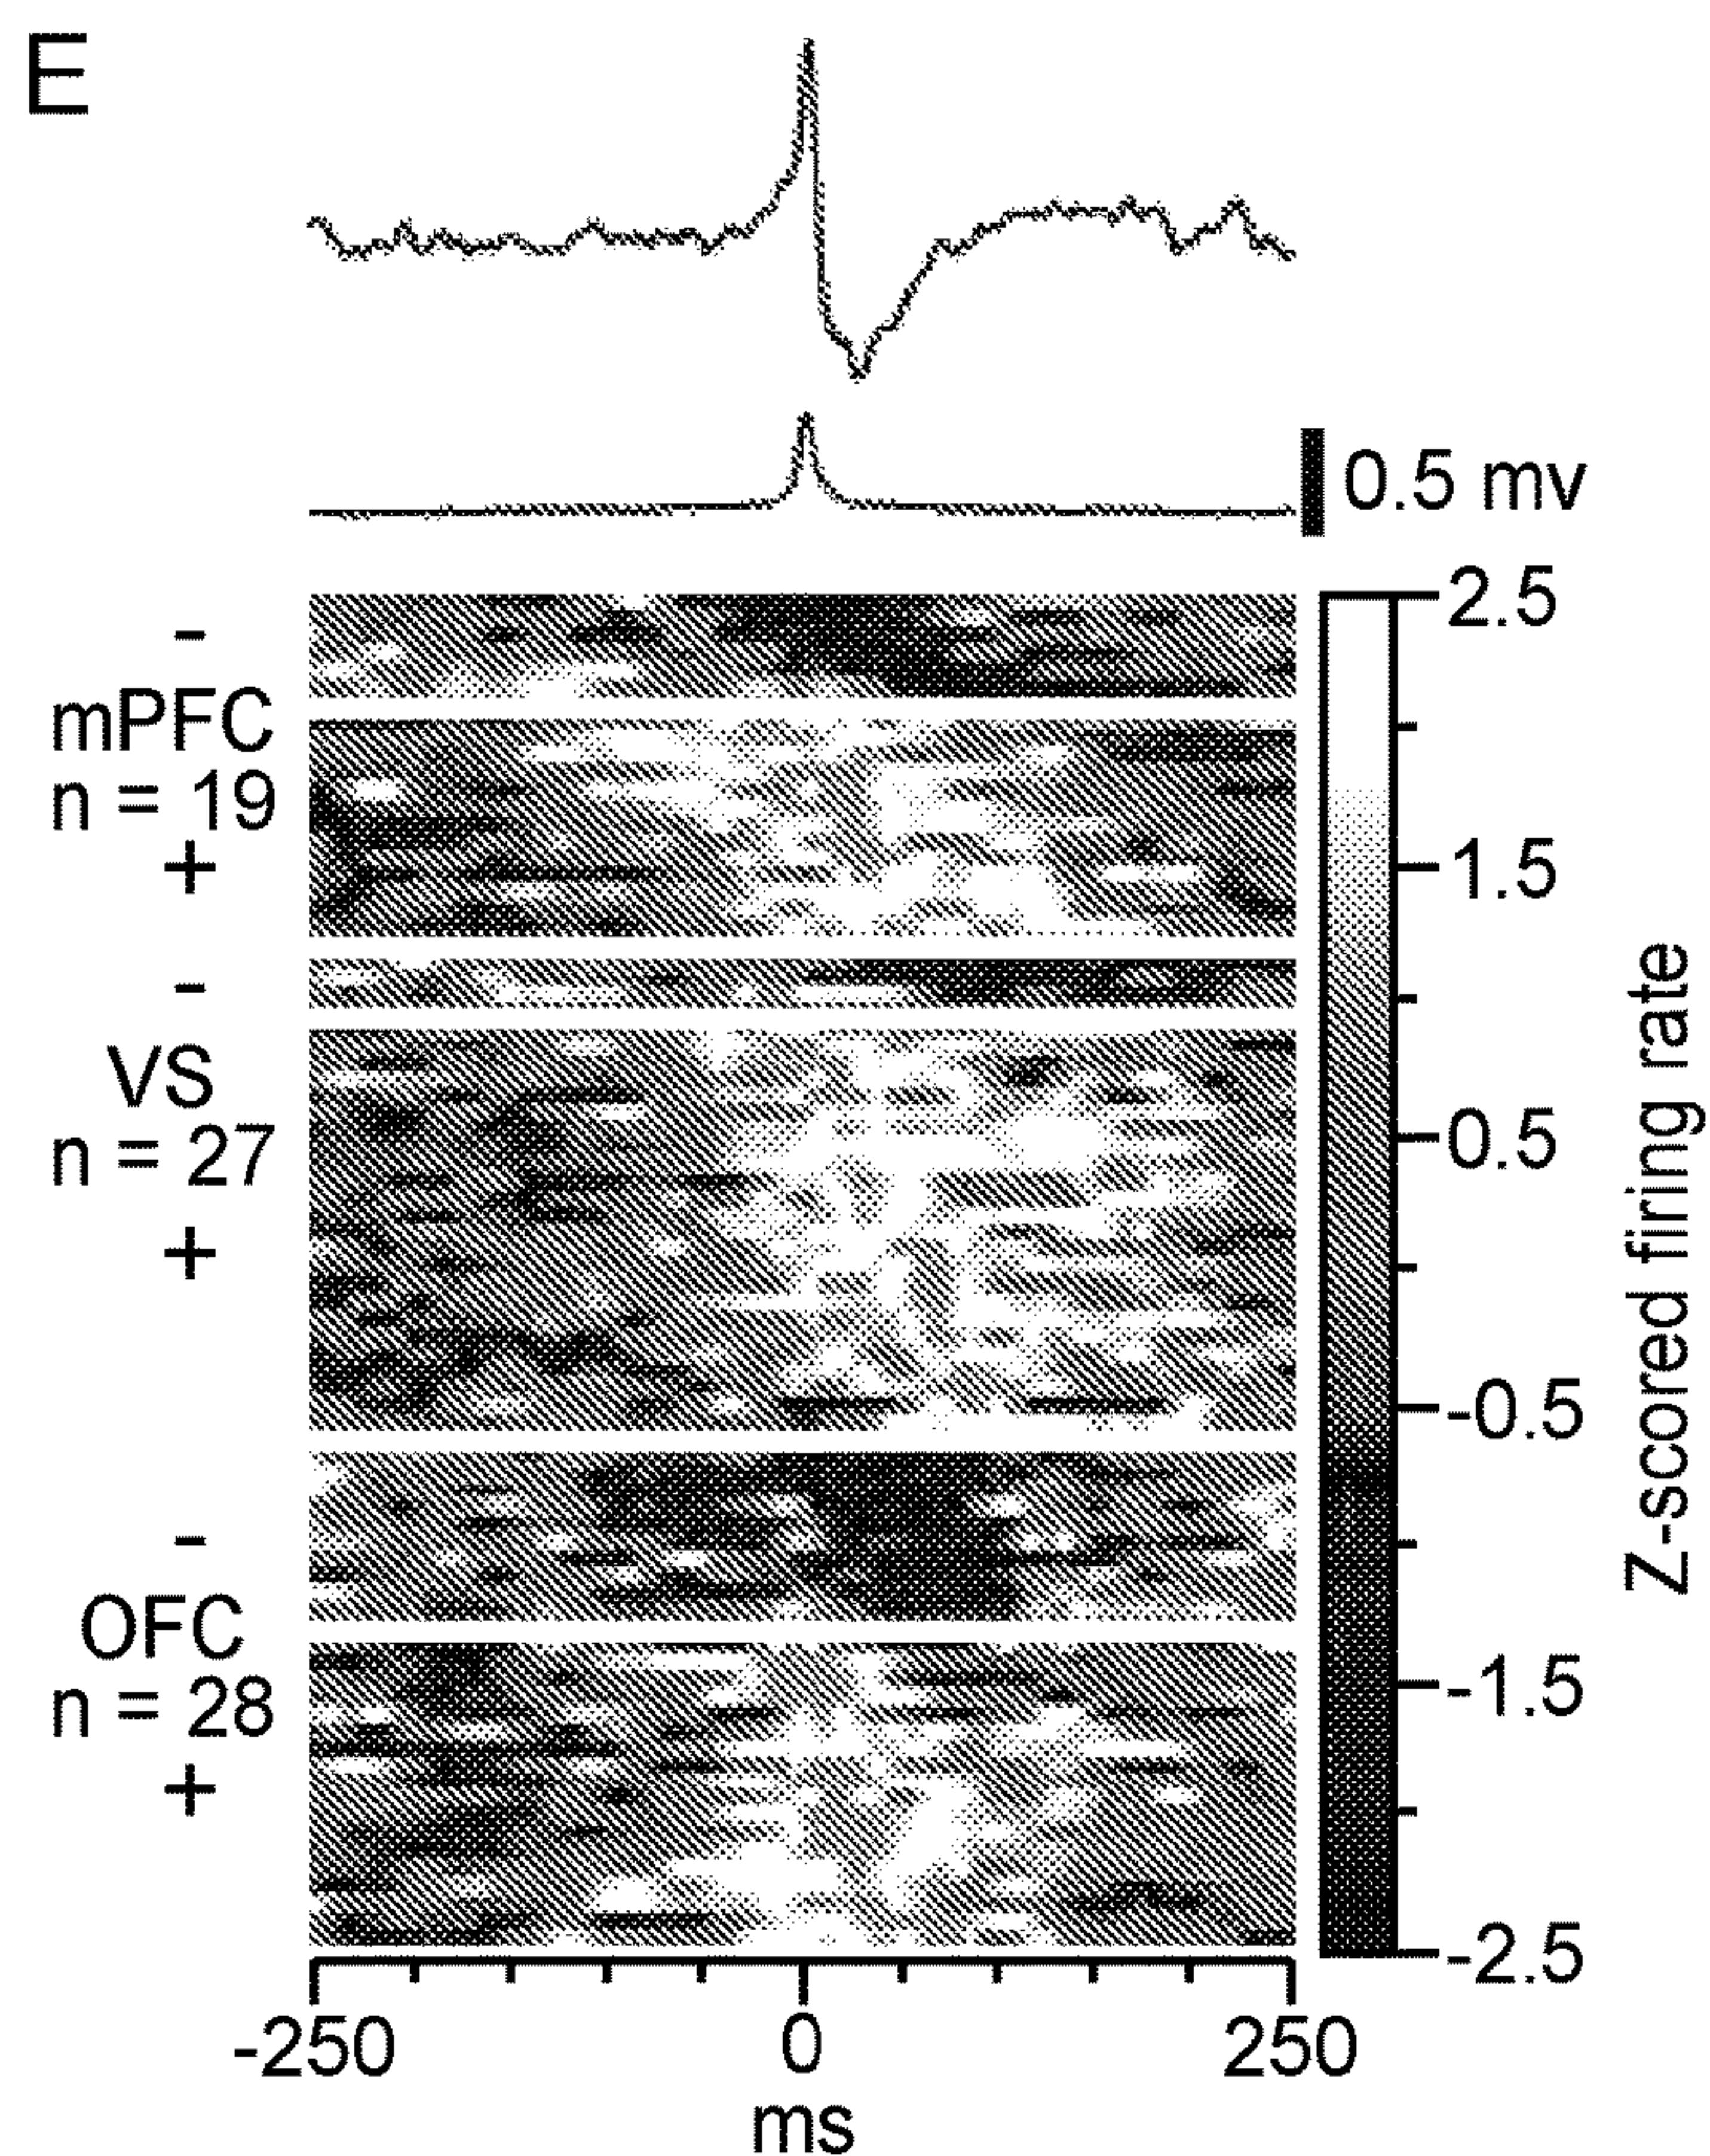 E
0.5 mv
-
mPFC
n = 19
+
-
VS
n = 27
+
-
OFC
n = 28
+
2.5
1.5
0.5
-0.5
-1.5
-2.5
Z-scored firing rate
-250
0
250
ms